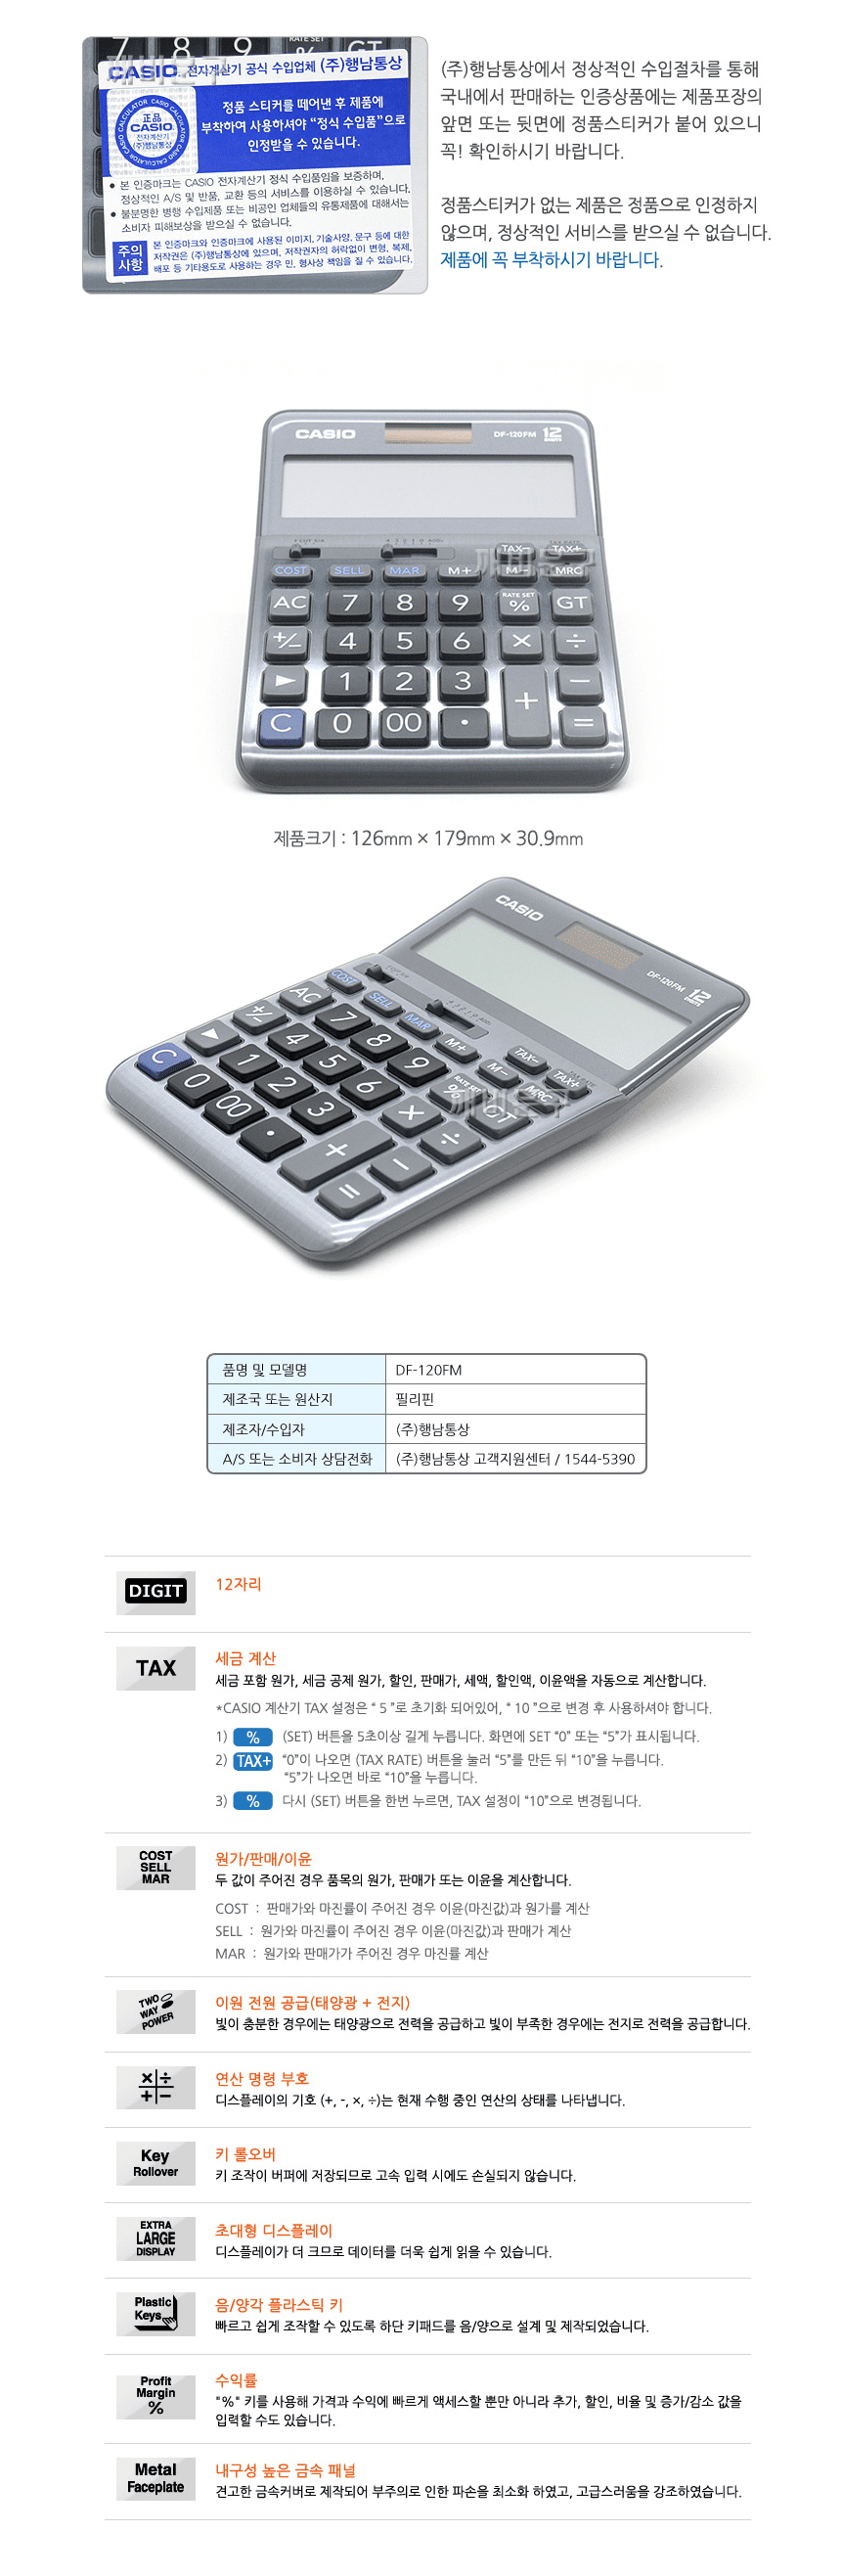 7 8 9 RATE SET % GT
CASIO 전자계산기 공식 수입업체 (주)행남통상
깨비문구
正品
CASIO
전자계산기
(주)행남통상
CASIO CALCULATOR CASIO CALCULATOR
정품 스티커를 떼어낸 후 제품에
부착하여 사용하셔야 “정식 수입품”으로
인정받을 수 있습니다.
● 본 인증마크는 CASIO 전자계산기 정식 수입품임을 보증하며,
정상적인 A/S 및 반품, 교환 등의 서비스를 이용하실 수 있습니다.
● 불분명한 병행 수입제품 또는 비공인 업체들의 유통제품에 대해서는
소비자 피해보상을 받으실 수 없습니다.
주의
사항
본 인증마크와 인증마크에 사용된 이미지, 기술사양, 문구 등에 대한
저작권은 (주)행남통상에 있으며, 저작권자의 허락없이 변형, 복제,
배포 등 기타용도로 사용하는 경우 민, 형사상 책임을 질 수 있습니다.
(주)행남통상에서 정상적인 수입절차를 통해
국내에서 판매하는 인증상품에는 제품포장의
앞면 또는 뒷면에 정품스티커가 붙어 있으니
꼭! 확인하시기 바랍니다.
정품스티커가 없는 제품은 정품으로 인정하지
않으며, 정상적인 서비스를 받으실 수 없습니다.
제품에 꼭 부착하시기 바랍니다.
CASIO DF-120FM 12 DIGITS
TAX− TAX+
COST SELL MAR M+ M− MRC
깨비문구
AC 7 8 9 RATE SET % GT
+/− 4 5 6 × ÷
▶ 1 2 3 + −
C 0 00 · =
제품크기 : 126mm × 179mm × 30.9mm
CASIO
DF-120FM 12 DIGITS
COST SELL MAR M+ TAX− TAX+
AC 7 8 9 M− MRC
+/− 4 5 6 RATE SET % GT
▶ 1 2 3 × ÷
C 0 00 · + − =
깨비문구
품명 및 모델명 DF-120FM
제조국 또는 원산지 필리핀
제조자/수입자 (주)행남통상
A/S 또는 소비자 상담전화 (주)행남통상 고객지원센터 / 1544-5390
DIGIT
12자리
TAX
세금 계산
세금 포함 원가, 세금 공제 원가, 할인, 판매가, 세액, 할인액, 이윤액을 자동으로 계산합니다.
*CASIO 계산기 TAX 설정은 “ 5 ”로 초기화 되어있어, “ 10 ”으로 변경 후 사용하셔야 합니다.
1) % (SET) 버튼을 5초이상 길게 누릅니다. 화면에 SET “0” 또는 “5”가 표시됩니다.
2) TAX+ “0”이 나오면 (TAX RATE) 버튼을 눌러 “5”를 만든 뒤 “10”을 누릅니다.
“5”가 나오면 바로 “10”을 누릅니다.
3) % 다시 (SET) 버튼을 한번 누르면, TAX 설정이 “10”으로 변경됩니다.
COST
SELL
MAR
원가/판매/이윤
두 값이 주어진 경우 품목의 원가, 판매가 또는 이윤을 계산합니다.
COST : 판매가와 마진률이 주어진 경우 이윤(마진값)과 원가를 계산
SELL : 원가와 마진률이 주어진 경우 이윤(마진값)과 판매가 계산
MAR : 원가와 판매가가 주어진 경우 마진률 계산
TWO
WAY
POWER
이원 전원 공급(태양광 + 전지)
빛이 충분한 경우에는 태양광으로 전력을 공급하고 빛이 부족한 경우에는 전지로 전력을 공급합니다.
× ÷
+ −
연산 명령 부호
디스플레이의 기호 (+, -, ×, ÷)는 현재 수행 중인 연산의 상태를 나타냅니다.
Key
Rollover
키 롤오버
키 조작이 버퍼에 저장되므로 고속 입력 시에도 손실되지 않습니다.
EXTRA
LARGE
DISPLAY
초대형 디스플레이
디스플레이가 더 크므로 데이터를 더욱 쉽게 읽을 수 있습니다.
Plastic
Keys
음/양각 플라스틱 키
빠르고 쉽게 조작할 수 있도록 하단 키패드를 음/양으로 설계 및 제작되었습니다.
Profit
Margin
%
수익률
"%" 키를 사용해 가격과 수익에 빠르게 액세스할 뿐만 아니라 추가, 할인, 비율 및 증가/감소 값을
입력할 수도 있습니다.
Metal
Faceplate
내구성 높은 금속 패널
견고한 금속커버로 제작되어 부주의로 인한 파손을 최소화 하였고, 고급스러움을 강조하였습니다.